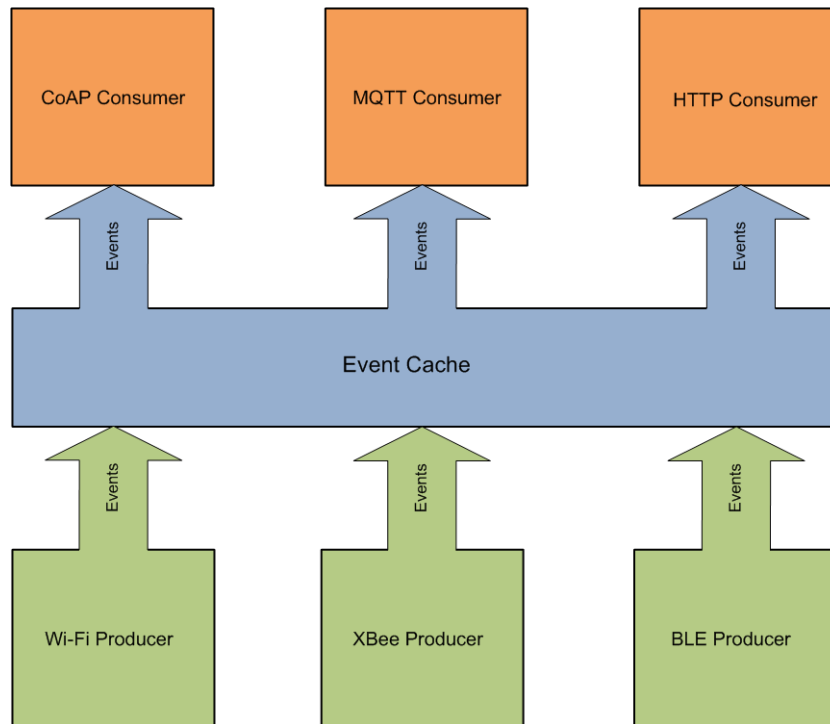 CoAP Consumer
MQTT Consumer
HTTP Consumer
Events
Events
Events
Event Cache
Events
Events
Events
Wi-Fi Producer
XBee Producer
BLE Producer